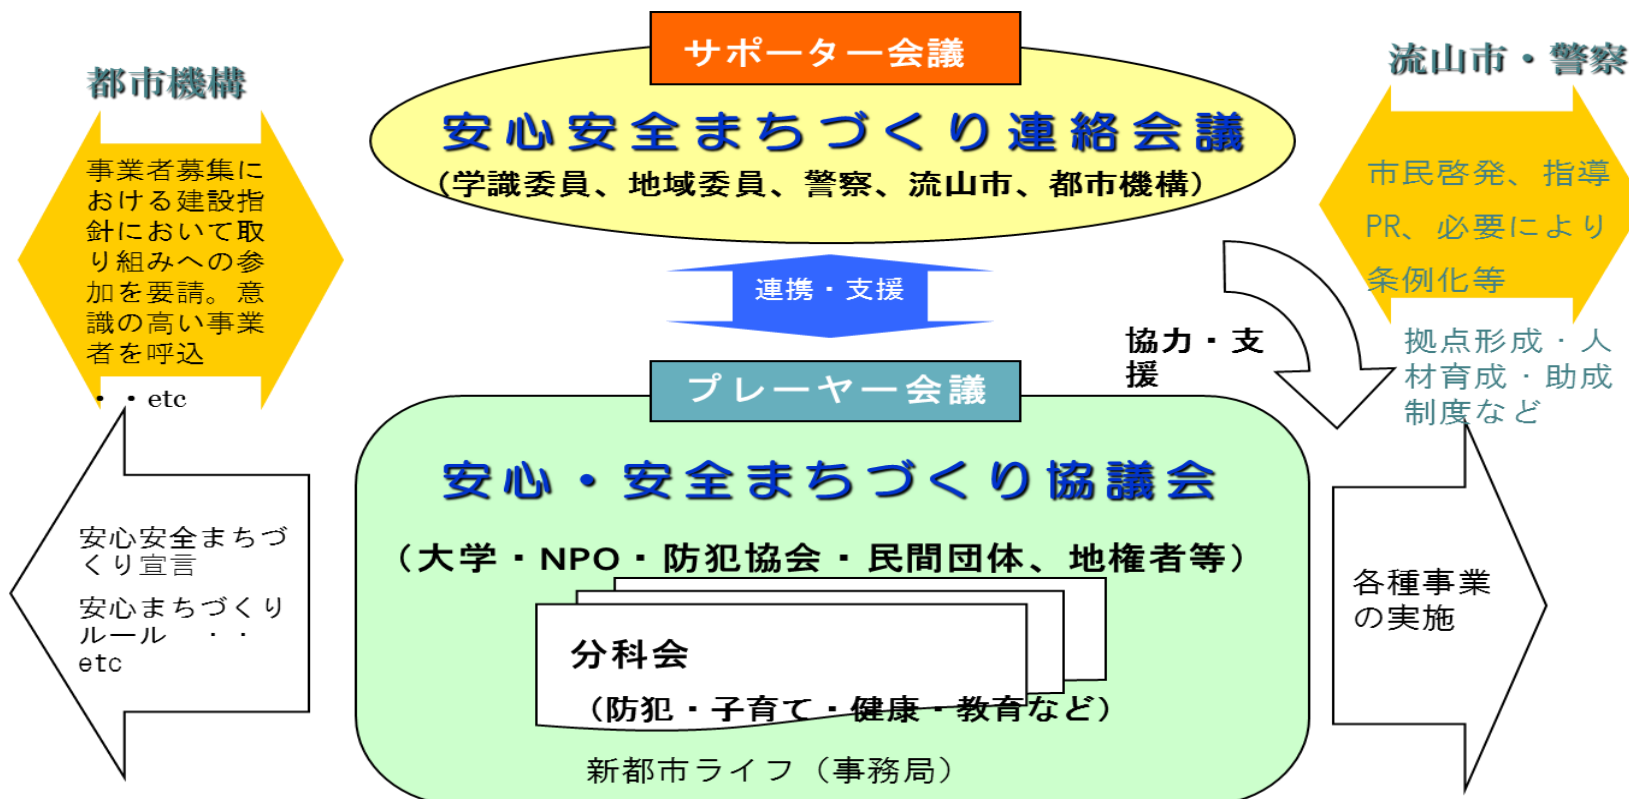 サポーター会議
安心安全まちづくり連絡会議
（学識委員、地域委員、警察、流山市、都市機構）
都市機構
事業者募集に
おける建設指
針において取
り組みへの参
加を要請。意
識の高い事業
者を呼込
・・etc
流山市・警察
市民啓発、指導
PR、必要により
条例化等
連携・支援
協力・支
援
拠点形成・人
材育成・助成
制度など
プレーヤー会議
安心・安全まちづくり協議会
（大学・NPO・防犯協会・民間団体、地権者等）
分科会
（防犯・子育て・健康・教育など）
新都市ライフ（事務局）
安心安全まちづ
くり宣言
安心まちづくり
ルール　・・
etc
各種事業
の実施